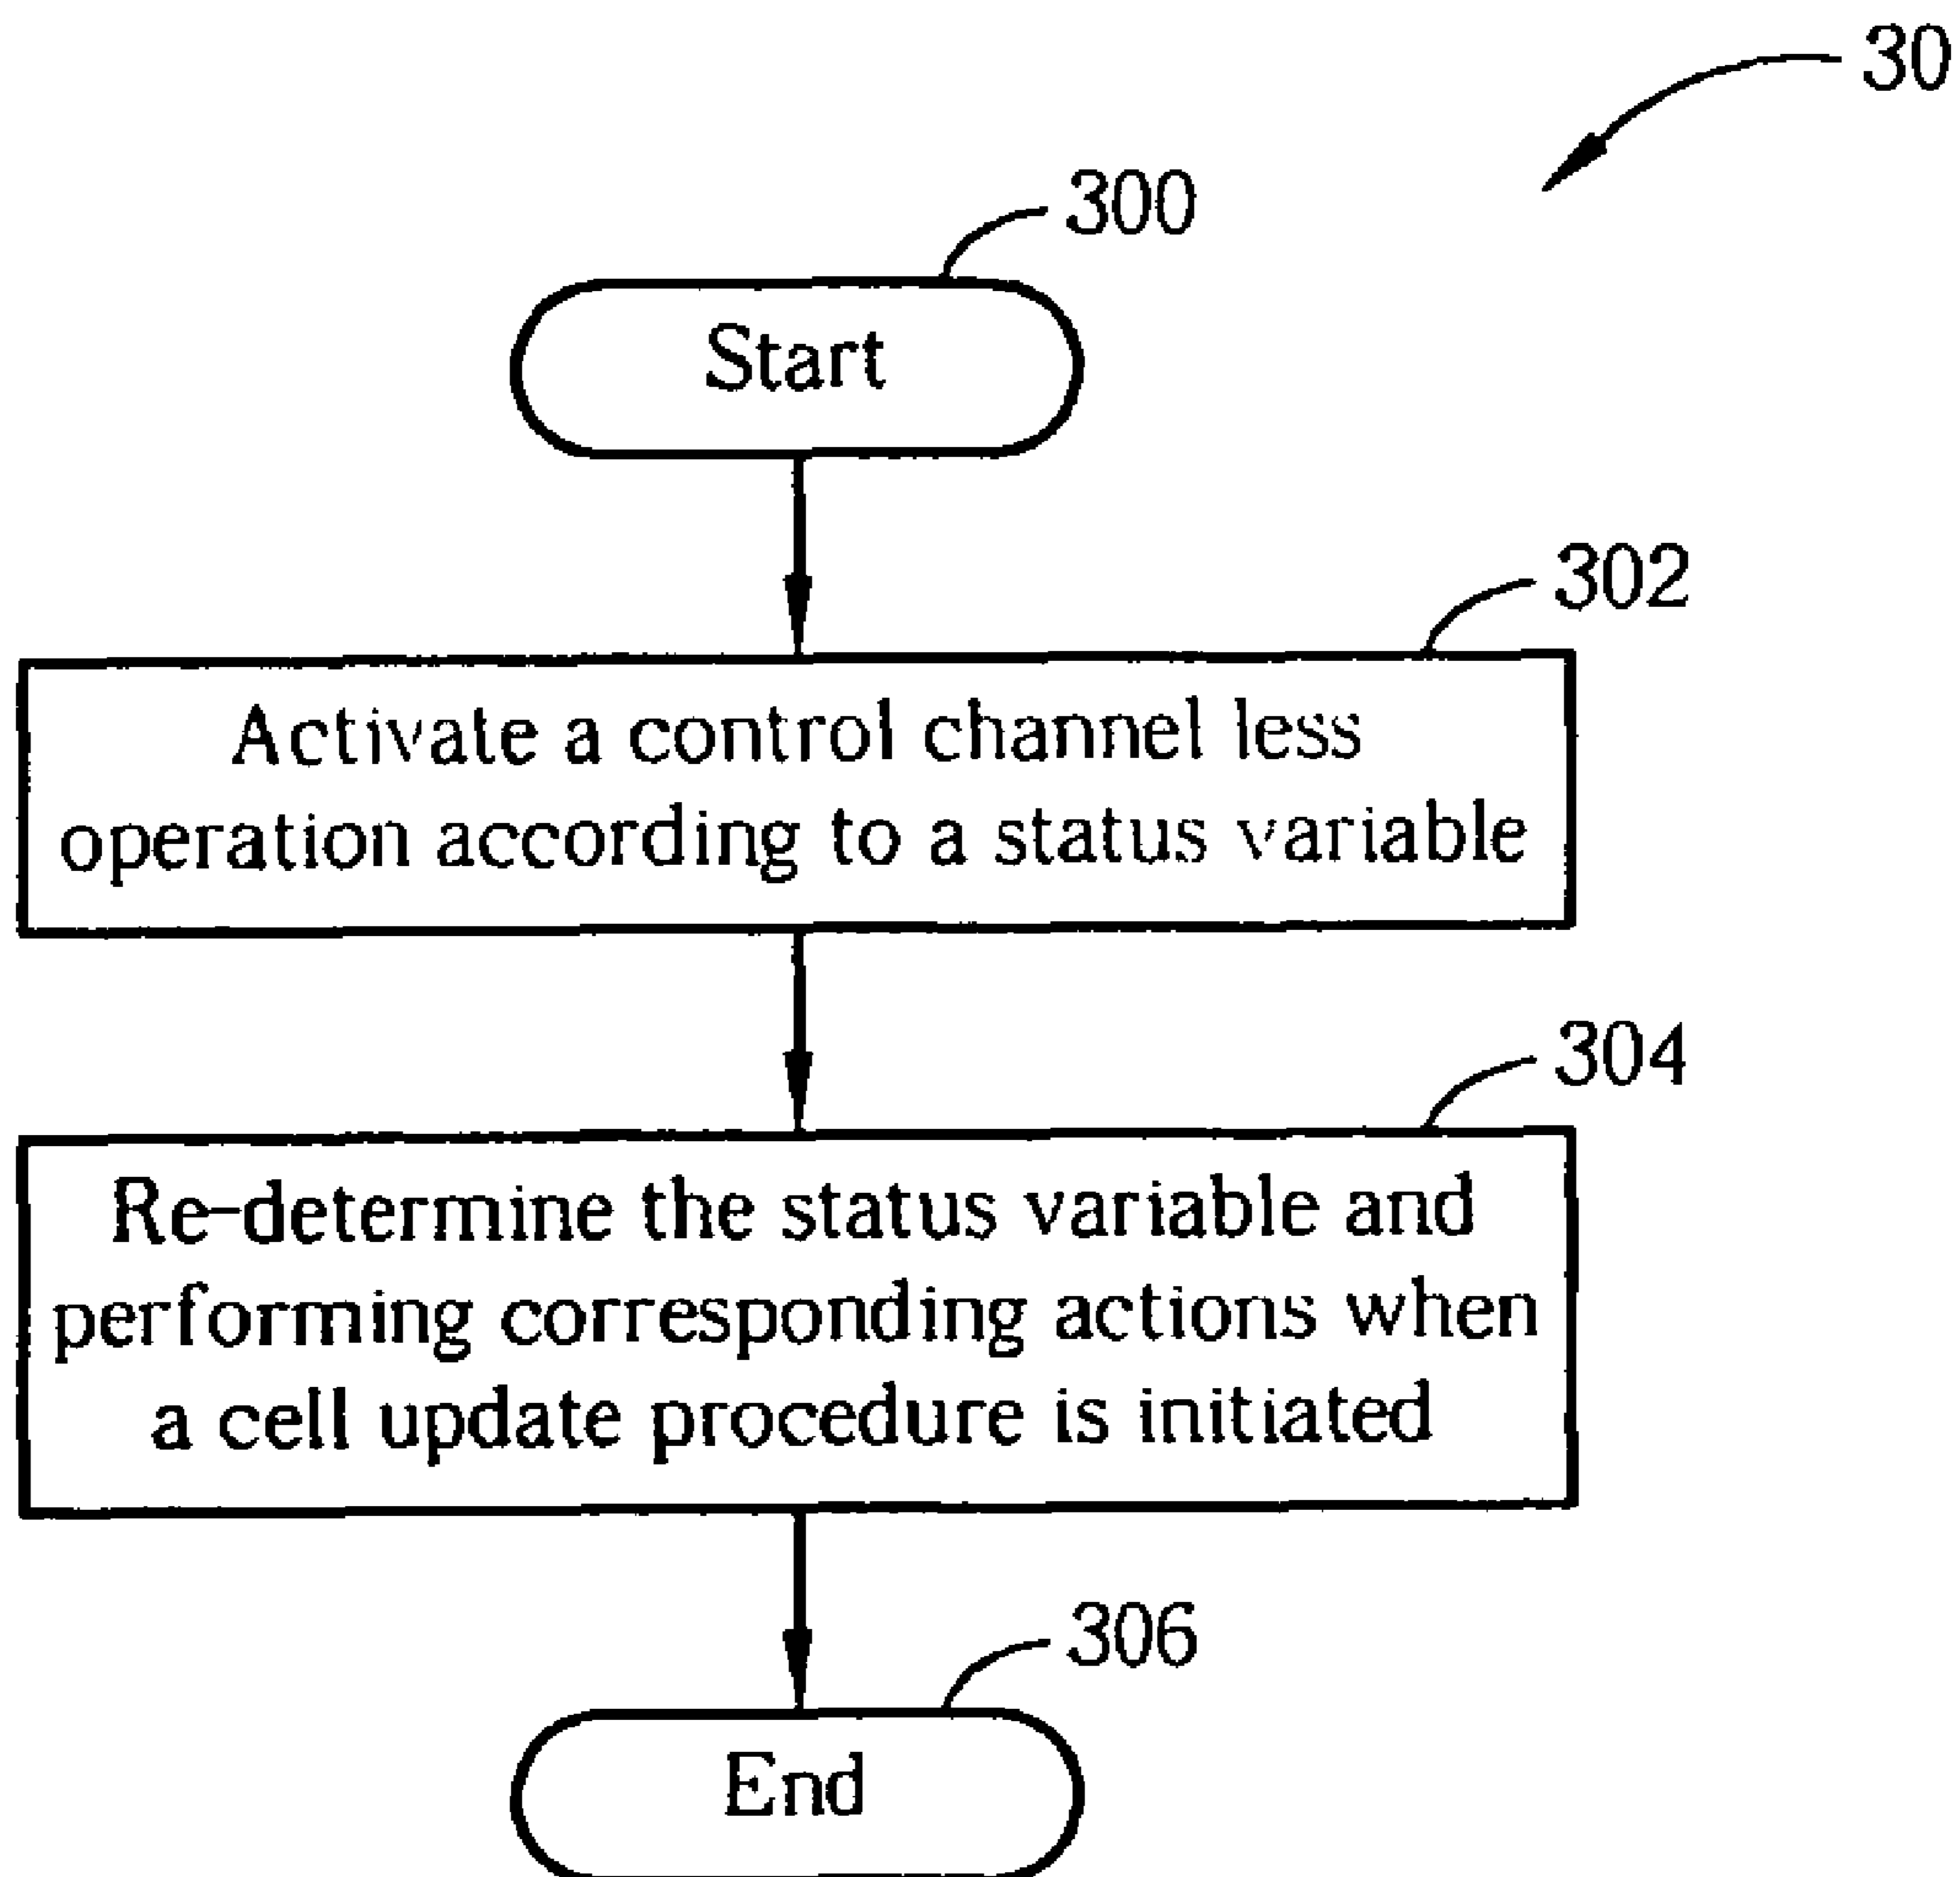 30
300
Start
302
Activate a control channel less
operation according to a status variable
304
Re-determine the status variable and
performing corresponding actions when
a cell update procedure is initiated
306
End